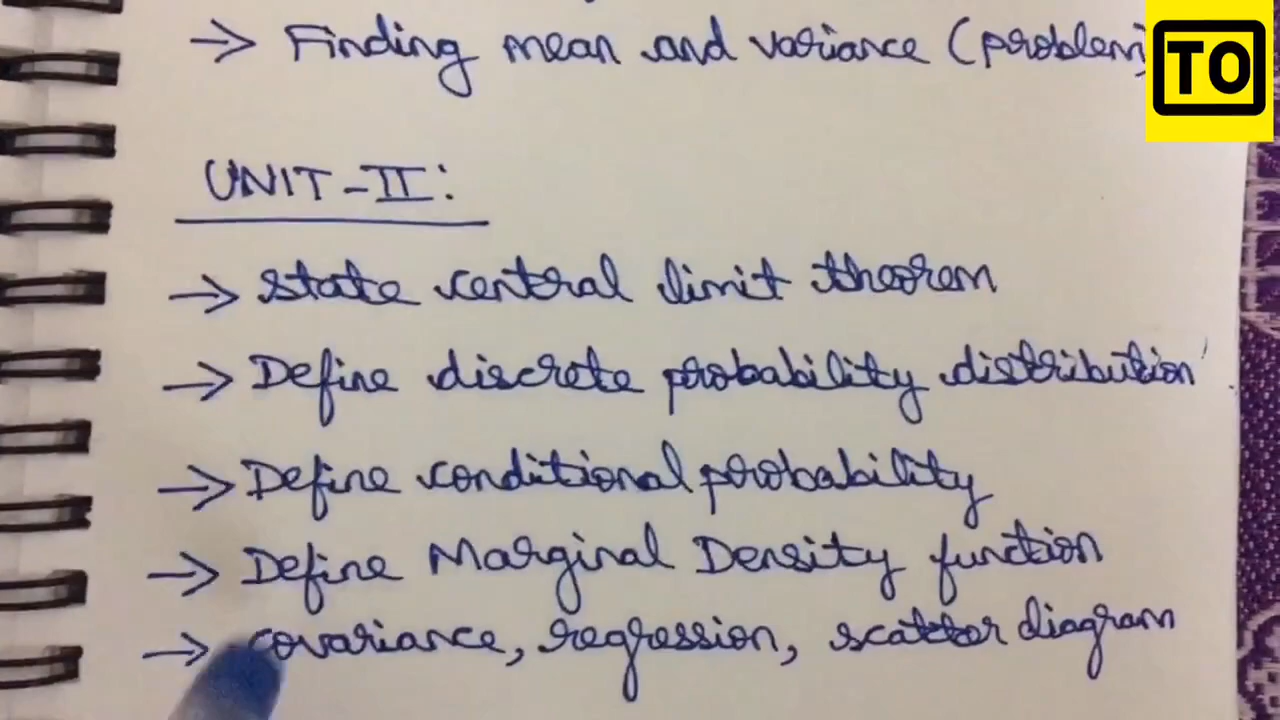 → Finding mean and variance (problem)
TO
UNIT-II:
→ state central limit theorem
→ Define discrete probability distribution
→ Define conditional probability
→ Define Marginal Density function
→ covariance, regression, scatter diagram